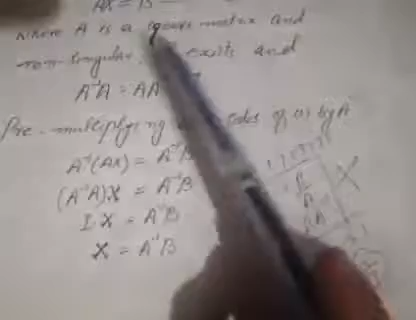 AX = B
where A is a square matrix and
non-singular exists and
A⁻¹A = AA
Pre-multiplying sides of (1) by A⁻¹
A⁻¹(AX) = A⁻¹B
(A⁻¹A)X = A⁻¹B
I X = A⁻¹B
X = A⁻¹B